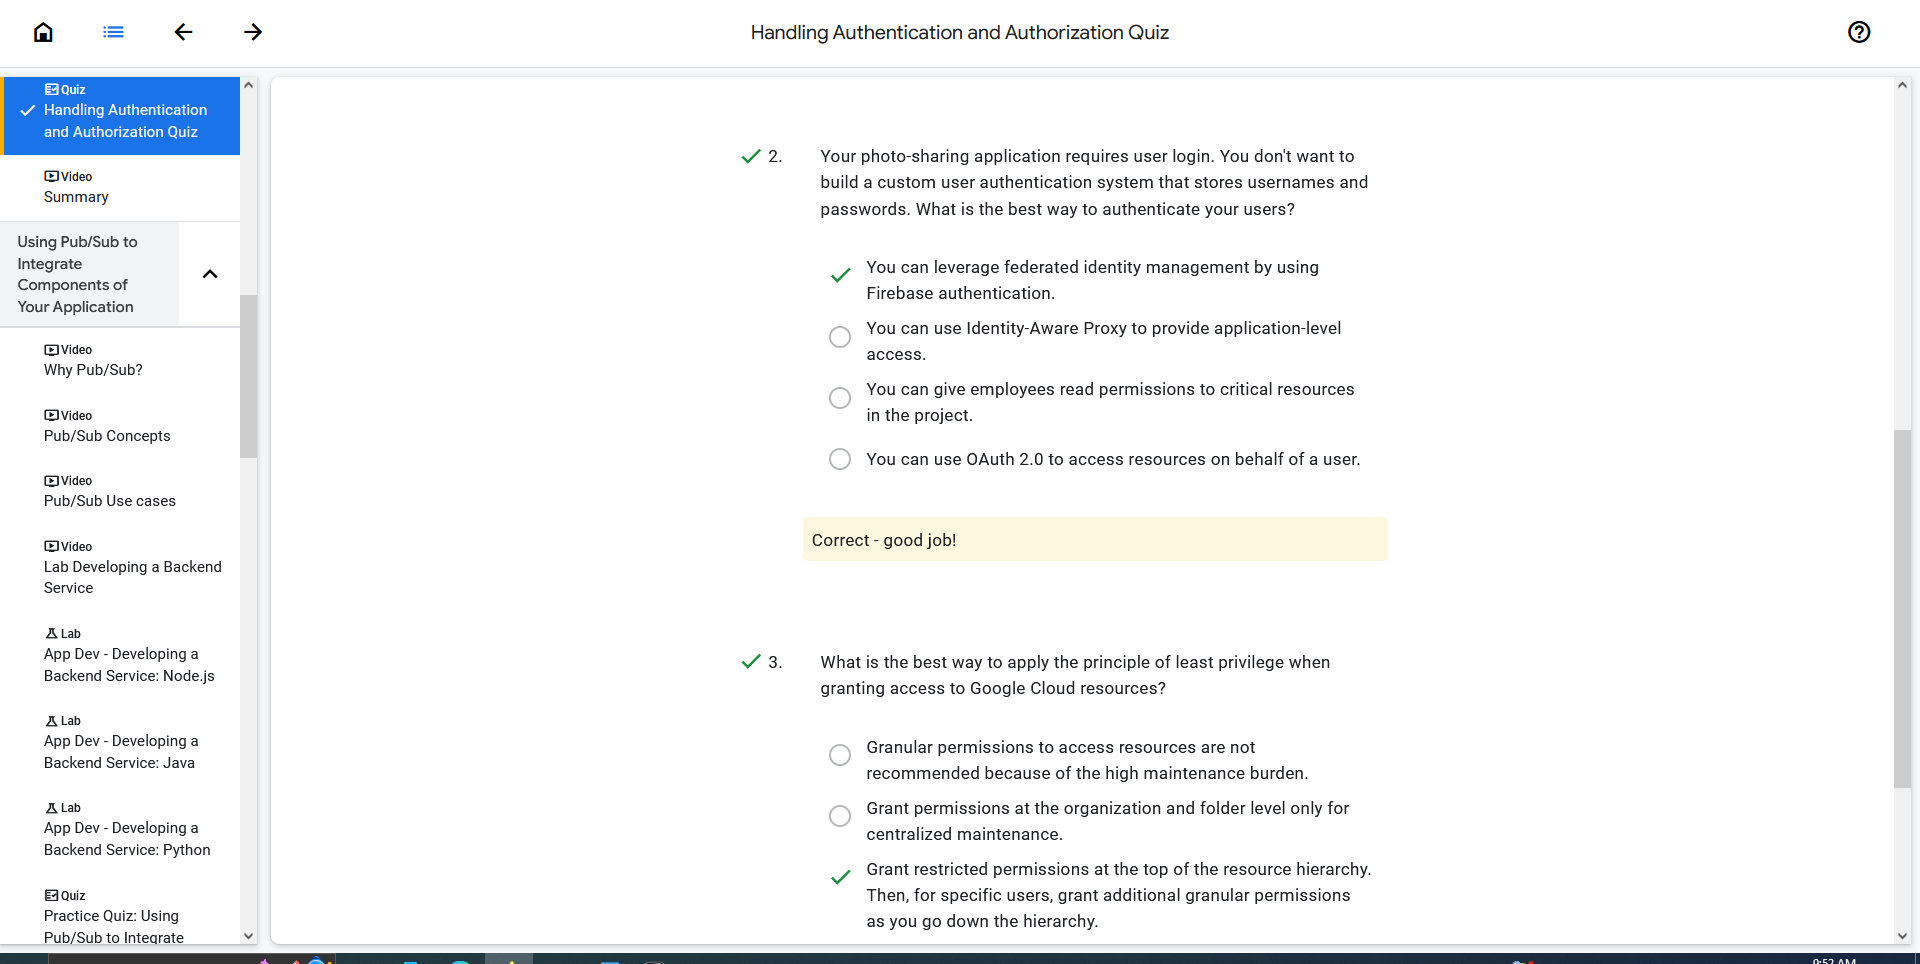 Handling Authentication and Authorization Quiz
Quiz
Handling Authentication
and Authorization Quiz
Video
Summary
Using Pub/Sub to
Integrate
Components of
Your Application
Video
Why Pub/Sub?
Video
Pub/Sub Concepts
Video
Pub/Sub Use cases
Video
Lab Developing a Backend
Service
Lab
App Dev - Developing a
Backend Service: Node.js
Lab
App Dev - Developing a
Backend Service: Java
Lab
App Dev - Developing a
Backend Service: Python
Quiz
Practice Quiz: Using
Pub/Sub to Integrate
2. Your photo-sharing application requires user login. You don't want to
build a custom user authentication system that stores usernames and
passwords. What is the best way to authenticate your users?
You can leverage federated identity management by using
Firebase authentication.
You can use Identity-Aware Proxy to provide application-level
access.
You can give employees read permissions to critical resources
in the project.
You can use OAuth 2.0 to access resources on behalf of a user.
Correct - good job!
3. What is the best way to apply the principle of least privilege when
granting access to Google Cloud resources?
Granular permissions to access resources are not
recommended because of the high maintenance burden.
Grant permissions at the organization and folder level only for
centralized maintenance.
Grant restricted permissions at the top of the resource hierarchy.
Then, for specific users, grant additional granular permissions
as you go down the hierarchy.
9:52 AM